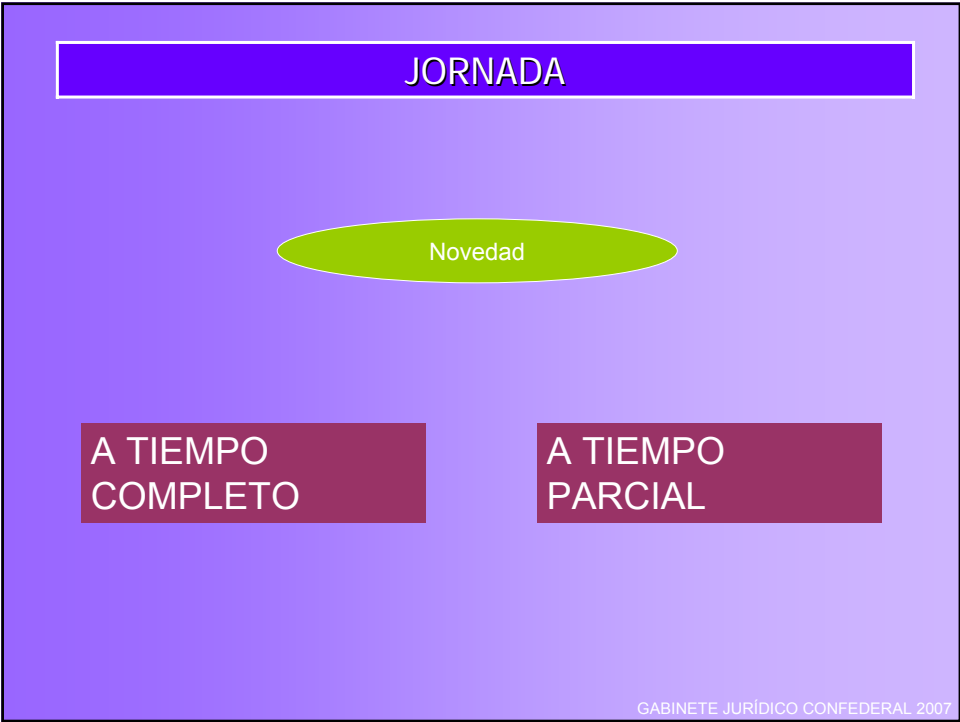 JORNADA
Novedad
A TIEMPO
COMPLETO
A TIEMPO
PARCIAL
GABINETE JURÍDICO CONFEDERAL 2007